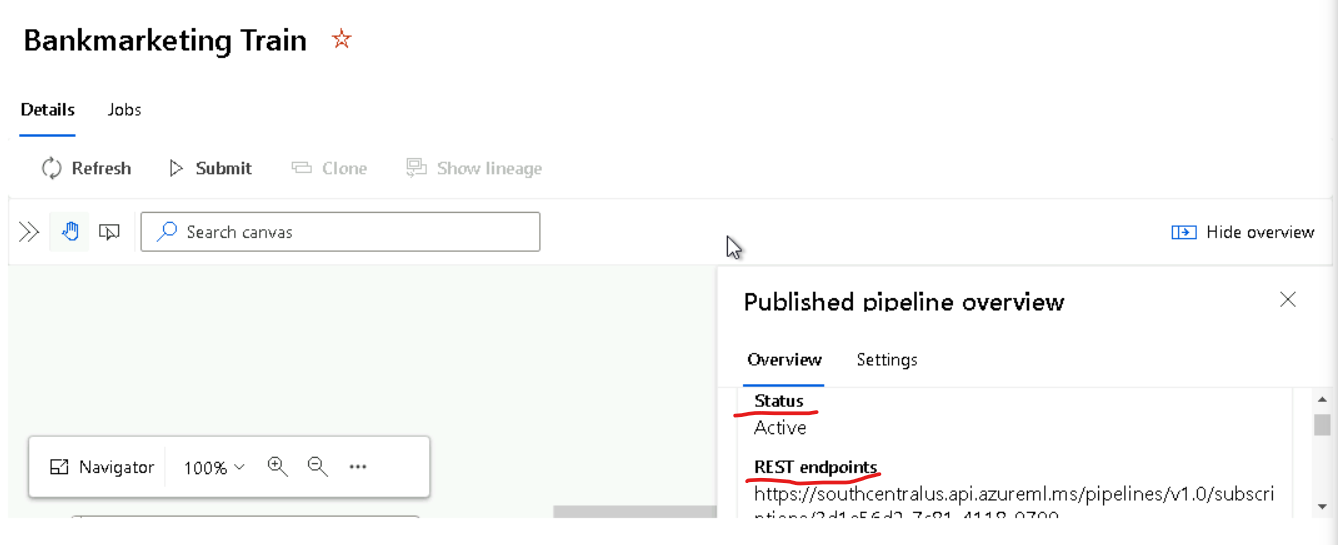 Bankmarketing Train
Details Jobs
Refresh Submit Clone Show lineage
Search canvas Hide overview
Published pipeline overview
Overview Settings
Status
Active
REST endpoints
https://southcentralus.api.azureml.ms/pipelines/v1.0/subscri
Navigator 100%